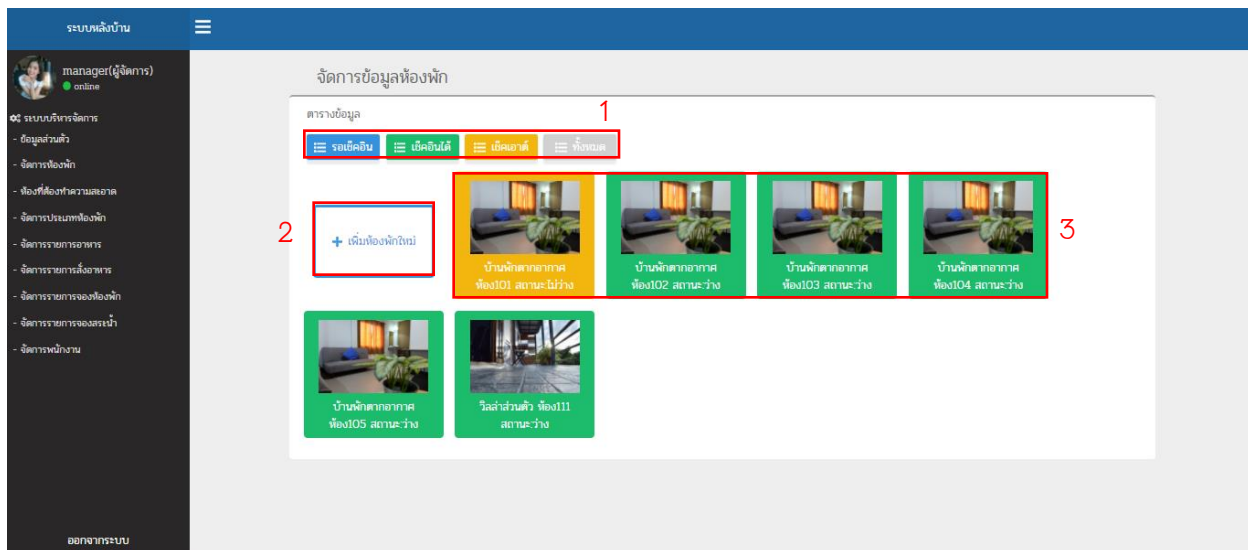 ระบบหลังบ้าน
manager(ผู้จัดการ)
online
ระบบบริหารจัดการ
- ข้อมูลส่วนตัว
- จัดการห้องพัก
- ห้องที่ต้องทำความสะอาด
- จัดการประเภทห้องพัก
- จัดการรายการอาหาร
- จัดการรายการสั่งอาหาร
- จัดการรายการจองห้องพัก
- จัดการรายการจองสระน้ำ
- จัดการพนักงาน
ออกจากระบบ
จัดการข้อมูลห้องพัก
ตารางข้อมูล
1
รอเช็คอิน เช็คอินได้ เช็คเอาท์ ทั้งหมด
2
+ เพิ่มห้องพักใหม่
บ้านพักตากอากาศ
ห้อง101 สถานะ:ไม่ว่าง
บ้านพักตากอากาศ
ห้อง102 สถานะ:ว่าง
บ้านพักตากอากาศ
ห้อง103 สถานะ:ว่าง
บ้านพักตากอากาศ
ห้อง104 สถานะ:ว่าง
3
บ้านพักตากอากาศ
ห้อง105 สถานะ:ว่าง
วิลล่าส่วนตัว ห้อง111
สถานะ:ว่าง